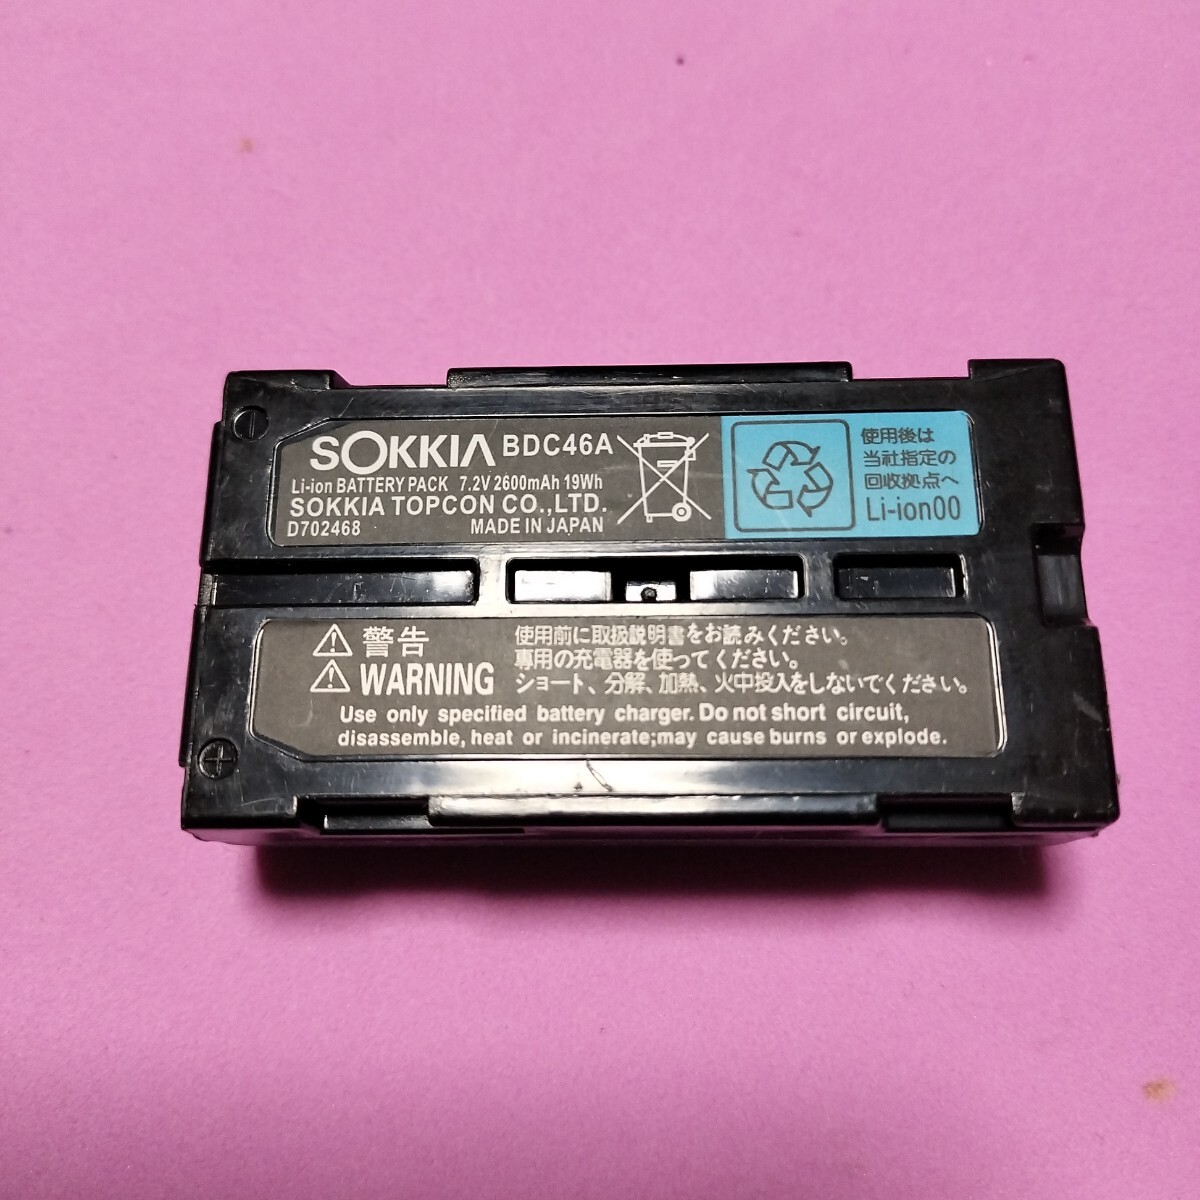 SOKKIA BDC46A
Li-ion BATTERY PACK 7.2V 2600mAh 19Wh
SOKKIA TOPCON CO.,LTD.
D702468 MADE IN JAPAN
使用後は
当社指定の
回収拠点へ
Li-ion00
警告
WARNING
使用前に取扱説明書をお読みください。
専用の充電器を使ってください。
ショート、分解、加熱、火中投入をしないでください。
Use only specified battery charger. Do not short circuit,
disassemble, heat or incinerate;may cause burns or explode.